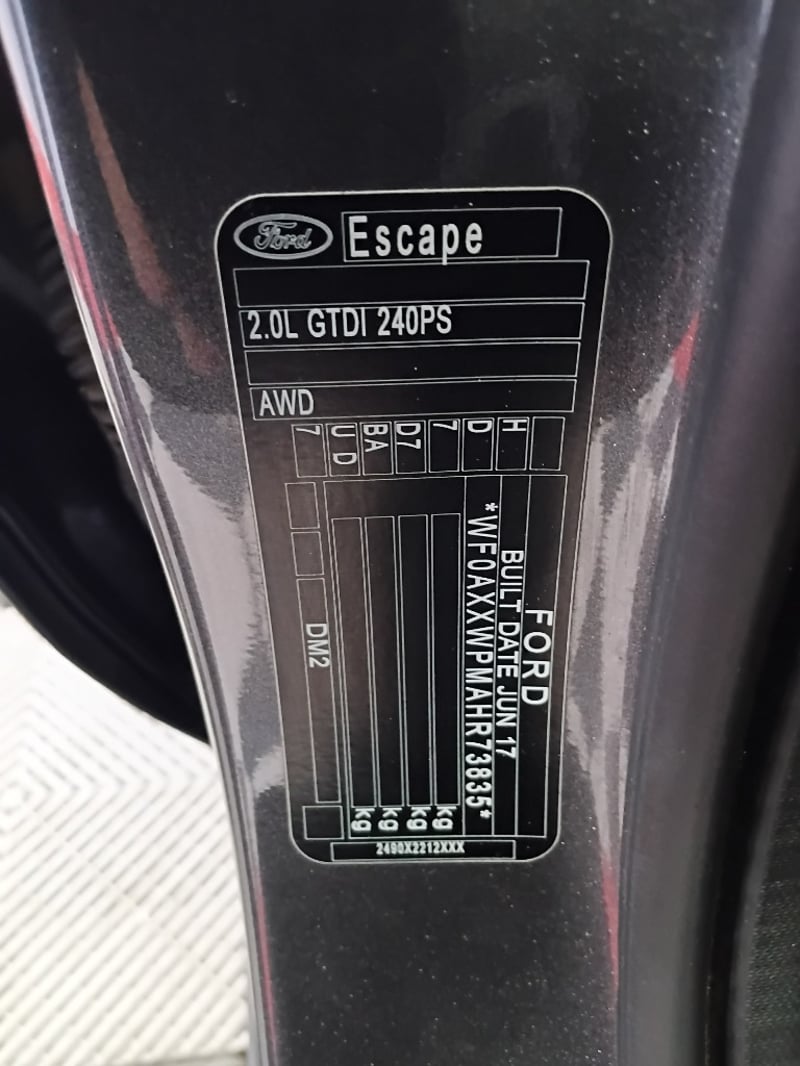 Ford
Escape
2.0L GTDI 240PS
AWD
7 U D BA D7 7 D H
FORD
BUILT DATE JUN 17
*WF0AXXWPMAHR73835*
kg
kg
kg
kg
DM2
2490X2212XXX